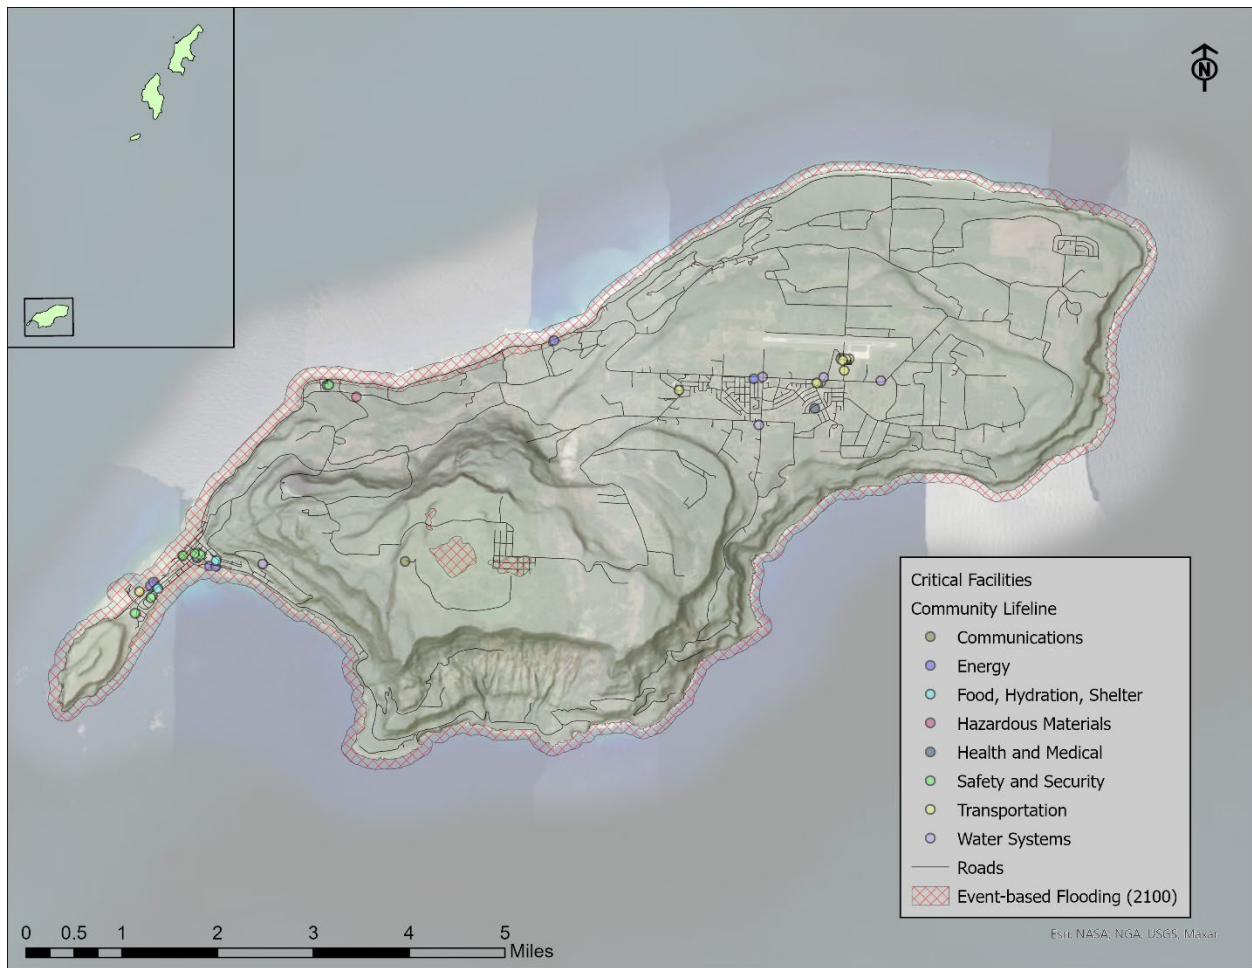 N
Critical Facilities
Community Lifeline
Communications
Energy
Food, Hydration, Shelter
Hazardous Materials
Health and Medical
Safety and Security
Transportation
Water Systems
Roads
Event-based Flooding (2100)
Esri, NASA, NGA, USGS, Maxar
0 0.5 1 2 3 4 5
Miles